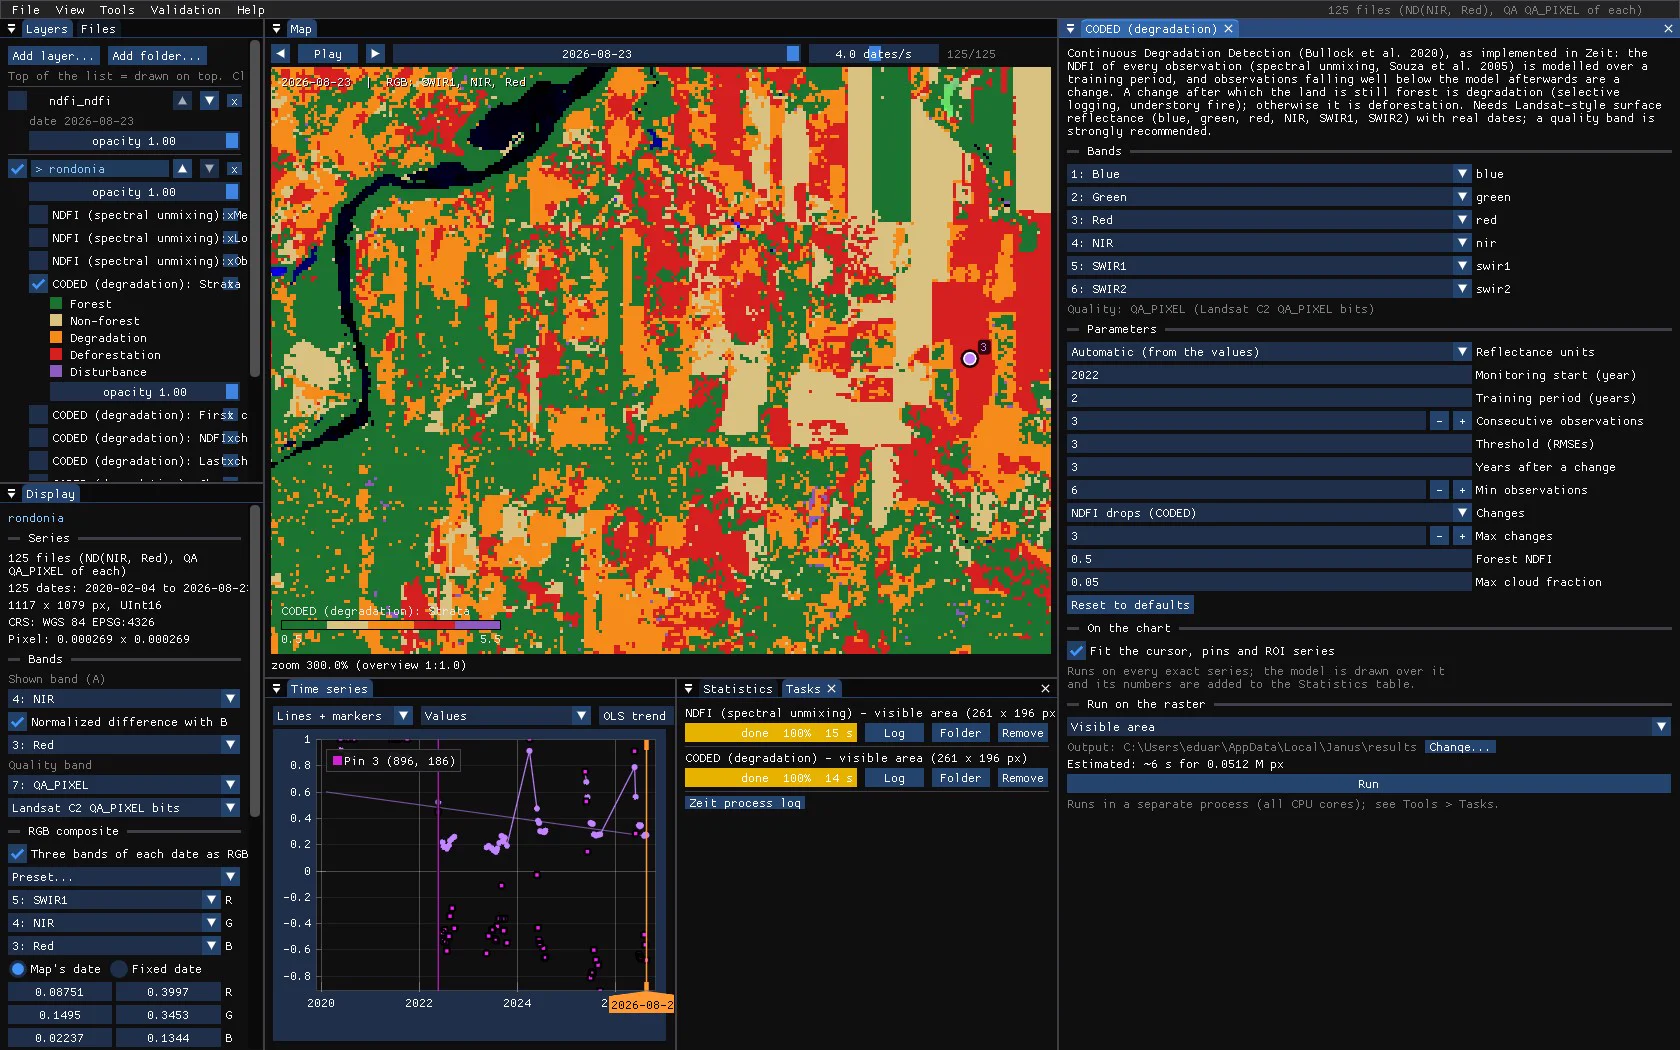 File View Tools Validation Help
125 files (ND(NIR, Red), QA QA_PIXEL of each)
Layers Files
Add layer... Add folder...
Top of the list = drawn on top. Cl
ndfi_ndfi x
date 2026-08-23
opacity 1.00
> rondonia x
opacity 1.00
NDFI (spectral unmixing): xMe
NDFI (spectral unmixing): xLo
NDFI (spectral unmixing): xOb
CODED (degradation): Strata
Forest
Non-forest
Degradation
Deforestation
Disturbance
opacity 1.00
CODED (degradation): First c
CODED (degradation): NDFIxch
CODED (degradation): Lastxch
Display
rondonia
Series
125 files (ND(NIR, Red), QA
QA_PIXEL of each)
125 dates: 2020-02-04 to 2026-08-23
1117 x 1079 px, UInt16
CRS: WGS 84 EPSG:4326
Pixel: 0.000269 x 0.000269
Bands
Shown band (A)
4: NIR
Normalized difference with B
3: Red
Quality band
7: QA_PIXEL
Landsat C2 QA_PIXEL bits
RGB composite
Three bands of each date as RGB
Preset...
5: SWIR1 R
4: NIR G
3: Red B
Map's date Fixed date
0.08751 0.3997 R
0.1495 0.3453 G
0.02237 0.1344 B
Map
Play 2026-08-23 4.0 dates/s 125/125
2026-08-23 | RGB: SWIR1, NIR, Red
3
CODED (degradation): Strata
0.5 5.5
zoom 300.0% (overview 1:1.0)
Time series
Lines + markers Values OLS trend
Pin 3 (896, 186)
1
0.8
0.6
0.4
0.2
0
-0.2
-0.4
-0.6
-0.8
2020 2022 2024 2 2026-08-2
Statistics Tasks
NDFI (spectral unmixing) - visible area (261 x 196 px
done 100% 15 s Log Folder Remove
CODED (degradation) - visible area (261 x 196 px)
done 100% 14 s Log Folder Remove
Zeit process log
CODED (degradation)
Continuous Degradation Detection (Bullock et al. 2020), as implemented in Zeit: the
NDFI of every observation (spectral unmixing, Souza et al. 2005) is modelled over a
training period, and observations falling well below the model afterwards are a
change. A change after which the land is still forest is degradation (selective
logging, understory fire); otherwise it is deforestation. Needs Landsat-style surface
reflectance (blue, green, red, NIR, SWIR1, SWIR2) with real dates; a quality band is
strongly recommended.
Bands
1: Blue blue
2: Green green
3: Red red
4: NIR nir
5: SWIR1 swir1
6: SWIR2 swir2
Quality: QA_PIXEL (Landsat C2 QA_PIXEL bits)
Parameters
Automatic (from the values) Reflectance units
2022 Monitoring start (year)
2 Training period (years)
3 - + Consecutive observations
3 Threshold (RMSEs)
3 Years after a change
6 - + Min observations
NDFI drops (CODED) Changes
3 - + Max changes
0.5 Forest NDFI
0.05 Max cloud fraction
Reset to defaults
On the chart
Fit the cursor, pins and ROI series
Runs on every exact series; the model is drawn over it
and its numbers are added to the Statistics table.
Run on the raster
Visible area
Output: C:\Users\eduar\AppData\Local\Janus\results Change...
Estimated: ~6 s for 0.0512 M px
Run
Runs in a separate process (all CPU cores); see Tools > Tasks.